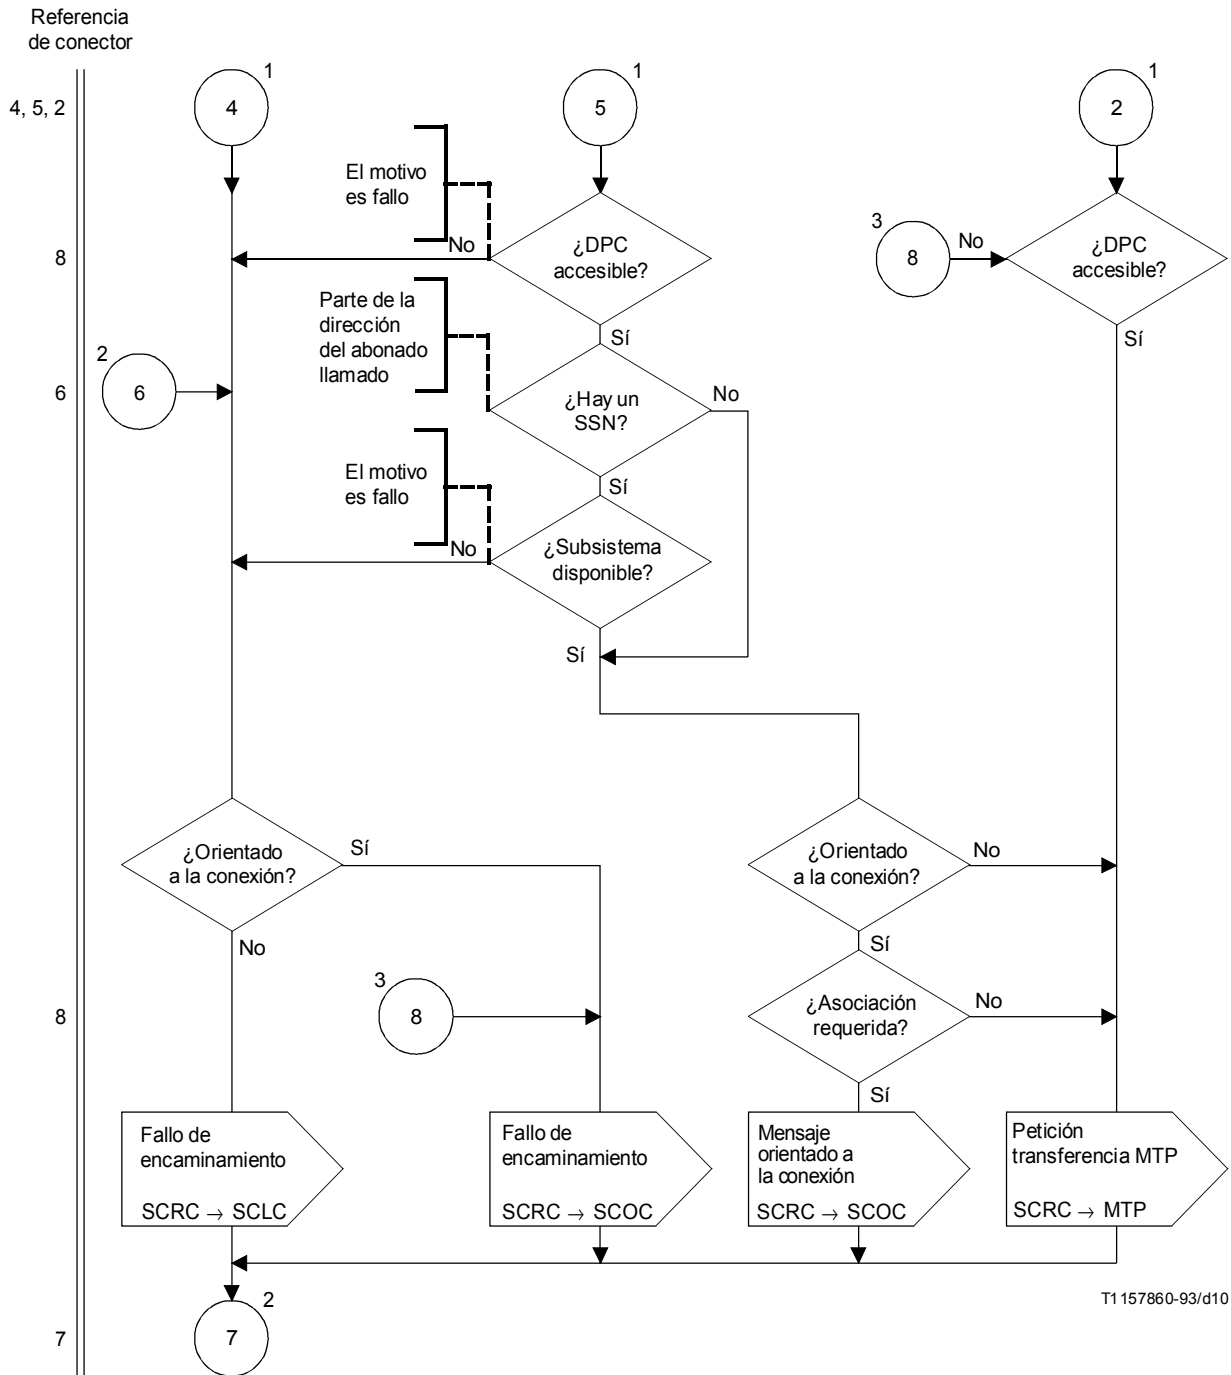 Referencia
de conector
1
1
1
4, 5, 2
4
5
2
El motivo
es fallo
3
8
No
¿DPC
accesible?
No
8
¿DPC
accesible?
Sí
Sí
Parte de la
dirección
del abonado
llamado
2
6
6
¿Hay un
SSN?
No
Sí
El motivo
es fallo
No
¿Subsistema
disponible?
Sí
¿Orientado
a la conexión?
Sí
No
¿Orientado
a la conexión?
No
Sí
8
3
8
¿Asociación
requerida?
No
Sí
Fallo de
encaminamiento
SCRC → SCLC
Fallo de
encaminamiento
SCRC → SCOC
Mensaje
orientado a
la conexión
SCRC → SCOC
Petición
transferencia MTP
SCRC → MTP
2
7
7
T1157860-93/d10